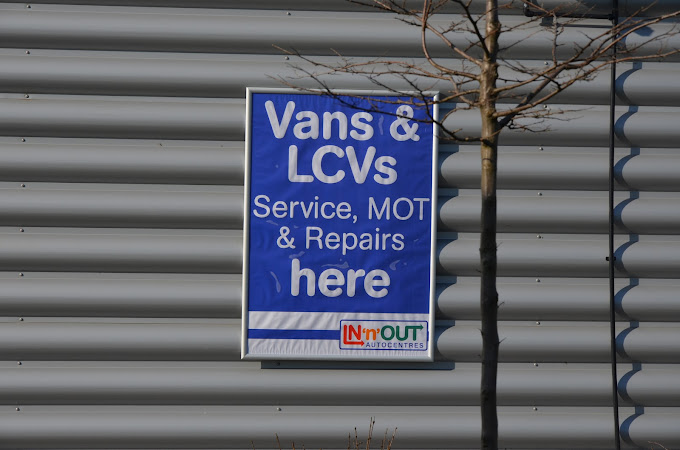 Vans &
LCVs
Service, MOT
& Repairs
here
IN'n'OUT
AUTOCENTRES